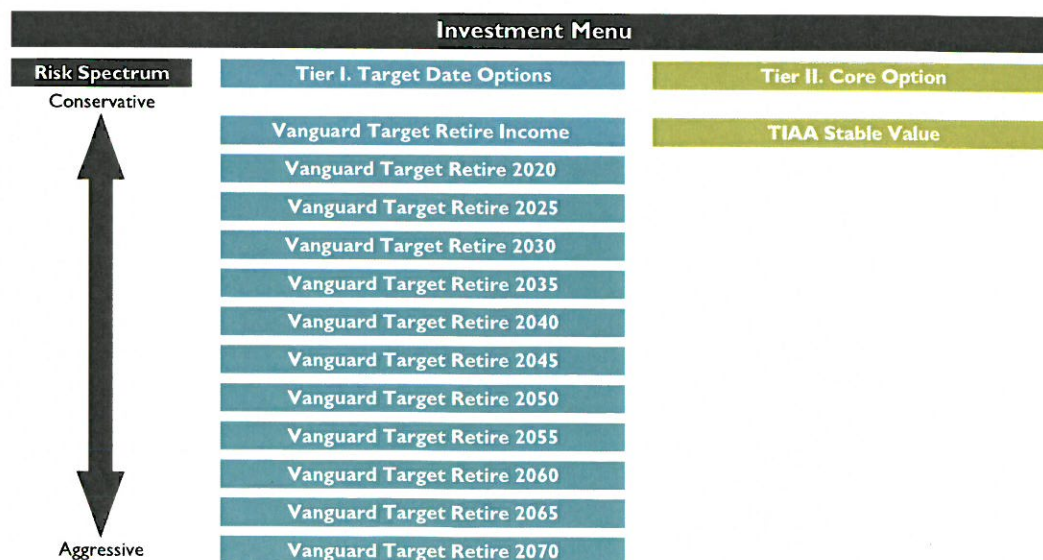 Investment Menu
Risk Spectrum
Tier I. Target Date Options
Tier II. Core Option
Conservative
Vanguard Target Retire Income
TIAA Stable Value
Vanguard Target Retire 2020
Vanguard Target Retire 2025
Vanguard Target Retire 2030
Vanguard Target Retire 2035
Vanguard Target Retire 2040
Vanguard Target Retire 2045
Vanguard Target Retire 2050
Vanguard Target Retire 2055
Vanguard Target Retire 2060
Vanguard Target Retire 2065
Aggressive
Vanguard Target Retire 2070